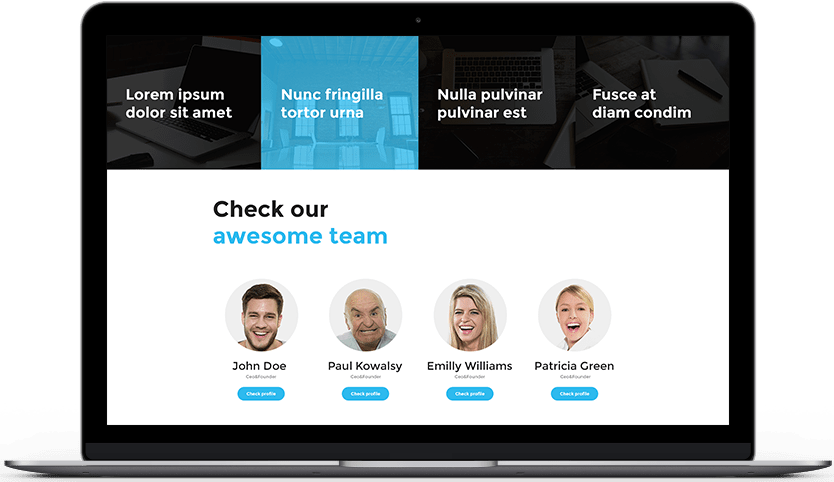 Lorem ipsum
dolor sit amet
Nunc fringilla
tortor urna
Nulla pulvinar
pulvinar est
Fusce at
diam condim
Check our
awesome team
John Doe
Ceo&Founder
Check profile
Paul Kowalsy
Ceo&Founder
Check profile
Emilly Williams
Ceo&Founder
Check profile
Patricia Green
Ceo&Founder
Check profile